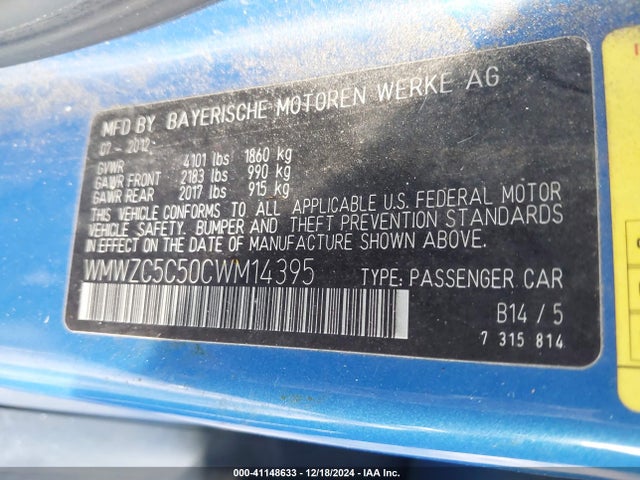 MFD BY BAYERISCHE MOTOREN WERKE AG
07 - 2012
GVWR 4101 lbs 1860 kg
GAWR FRONT 2183 lbs 990 kg
GAWR REAR 2017 lbs 915 kg
THIS VEHICLE CONFORMS TO ALL APPLICABLE U.S. FEDERAL MOTOR
VEHICLE SAFETY, BUMPER AND THEFT PREVENTION STANDARDS
IN EFFECT ON THE DATE OF MANUFACTURE SHOWN ABOVE.
WMWZC5C50CWM14395 TYPE: PASSENGER CAR
B14 / 5
7 315 814
000-41148633 - 12/18/2024 - IAA Inc.